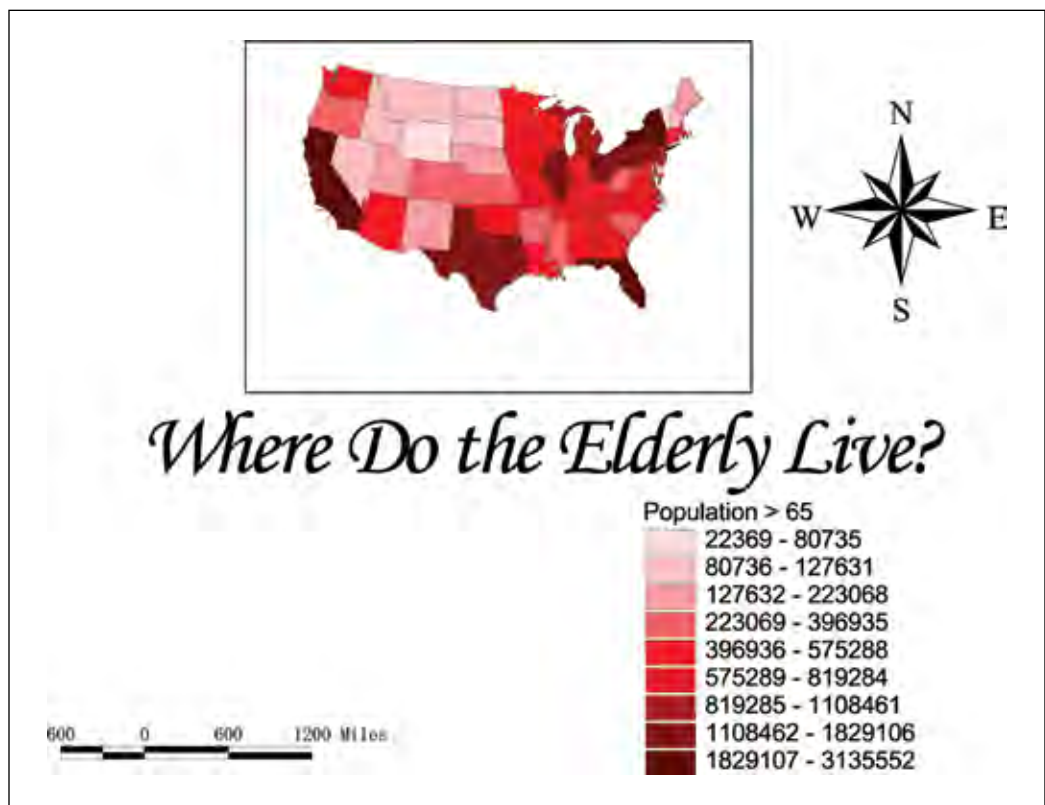 N
W E
S
Where Do the Elderly Live?
Population > 65
22369 - 80735
80736 - 127631
127632 - 223068
223069 - 396935
396936 - 575288
575289 - 819284
819285 - 1108461
1108462 - 1829106
1829107 - 3135552
600 0 600 1200 Miles